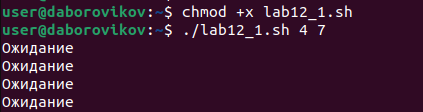 user@daborovikov:~$ chmod +x lab12_1.sh
user@daborovikov:~$ ./lab12_1.sh 4 7
Ожидание
Ожидание
Ожидание
Ожидание